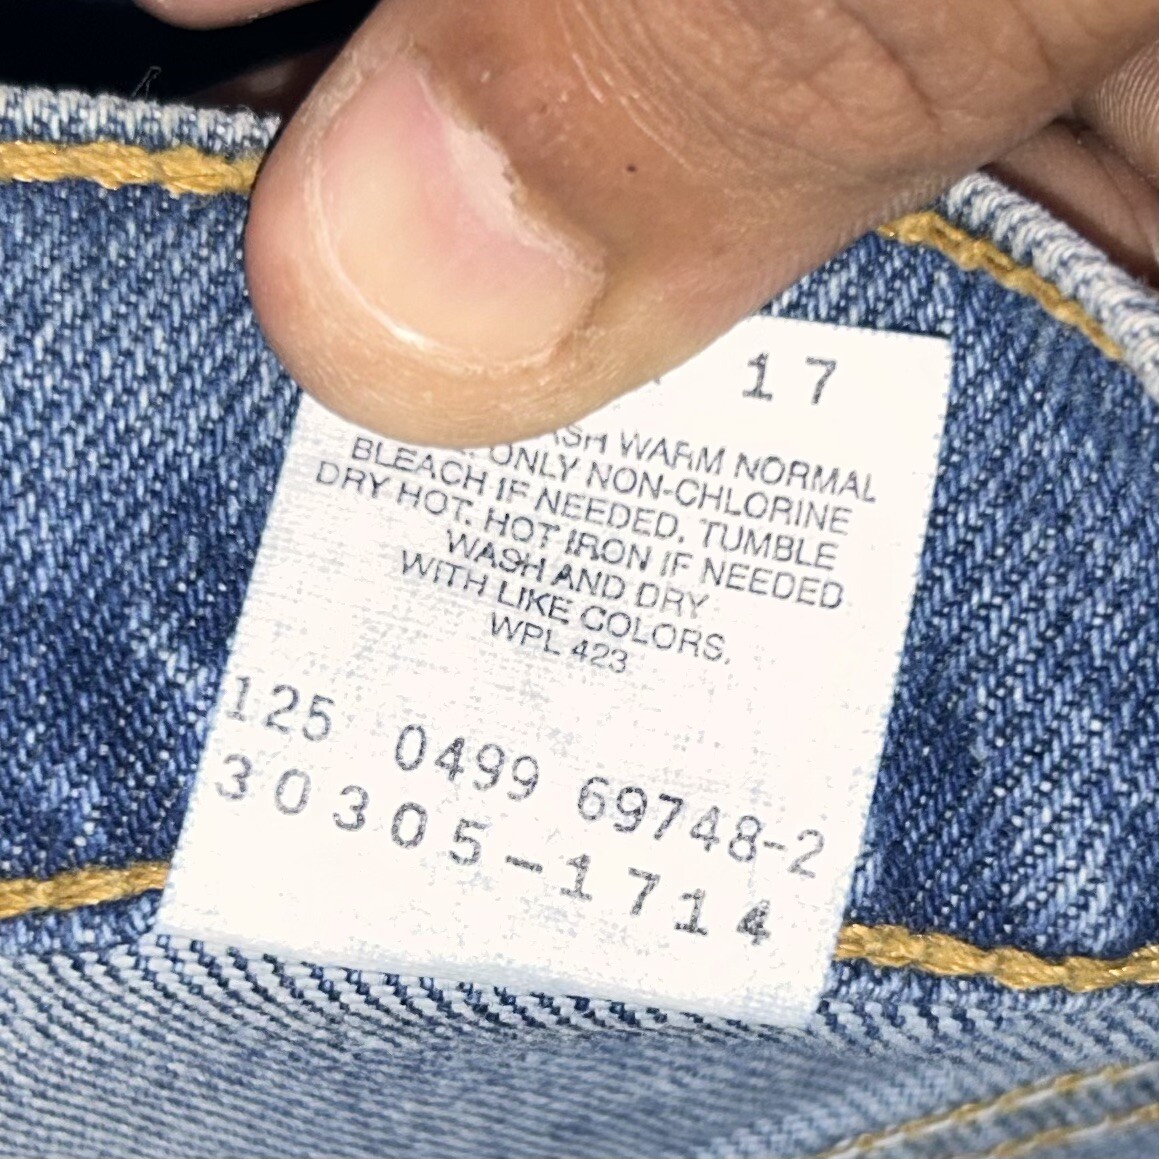 17
WARM NORMAL
ONLY NON-CHLORINE
BLEACH IF NEEDED. TUMBLE
DRY HOT. HOT IRON IF NEEDED
WASH AND DRY
WITH LIKE COLORS.
WPL 423
125 0499 69748-2
30305-1714